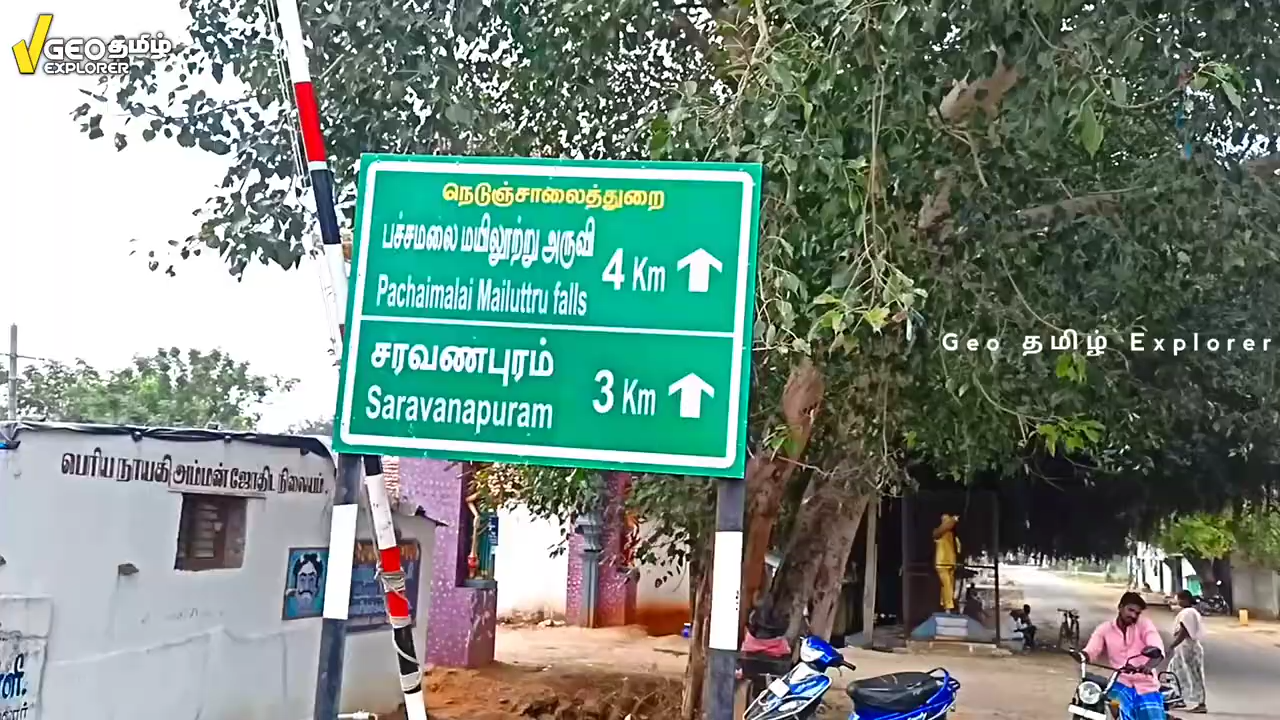 GEO தமிழ்
EXPLORER
நெடுஞ்சாலைத்துறை
பச்சமலை மயிலூற்று அருவி
Pachaimalai Mailuttru falls
4 Km
சரவணபுரம்
Saravanapuram
3 Km
Geo தமிழ் Explorer
பெரிய நாயகி அம்மன் ஜோதிட நிலையம்